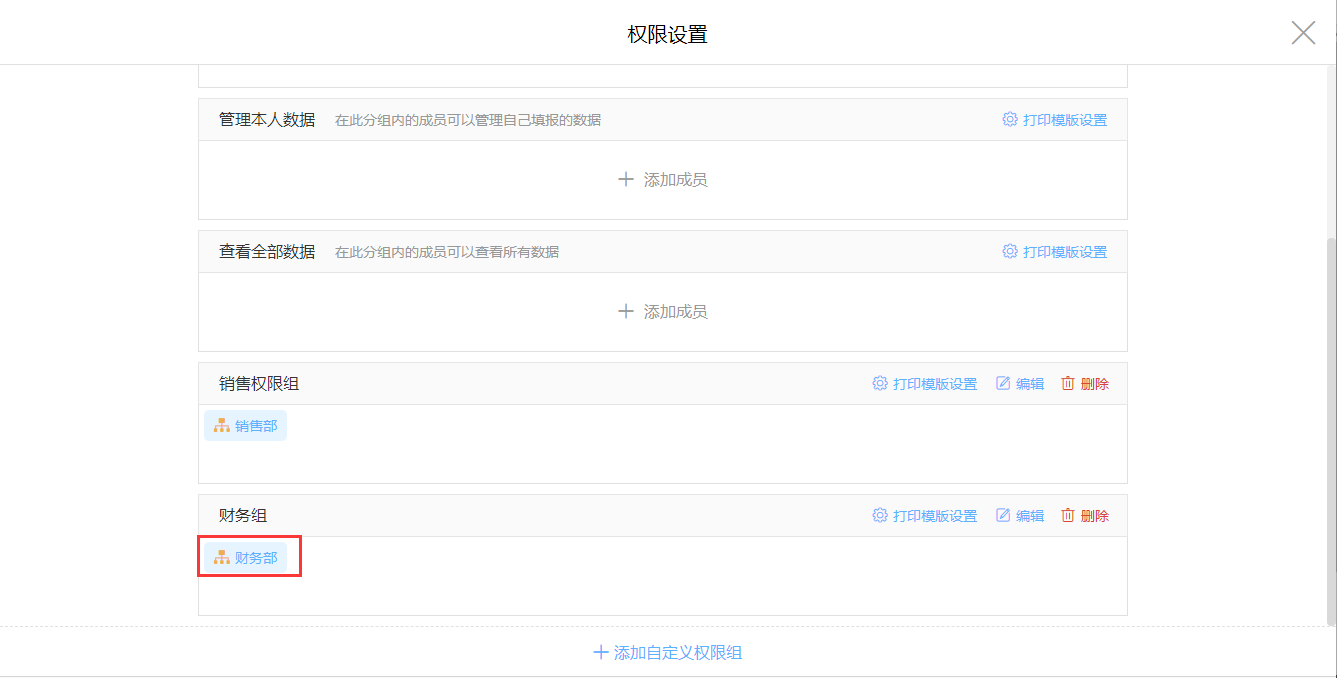 权限设置
管理本人数据 在此分组内的成员可以管理自己填报的数据 打印模版设置
添加成员
查看全部数据 在此分组内的成员可以查看所有数据 打印模版设置
添加成员
销售权限组 打印模版设置 编辑 删除
销售部
财务组 打印模版设置 编辑 删除
财务部
添加自定义权限组